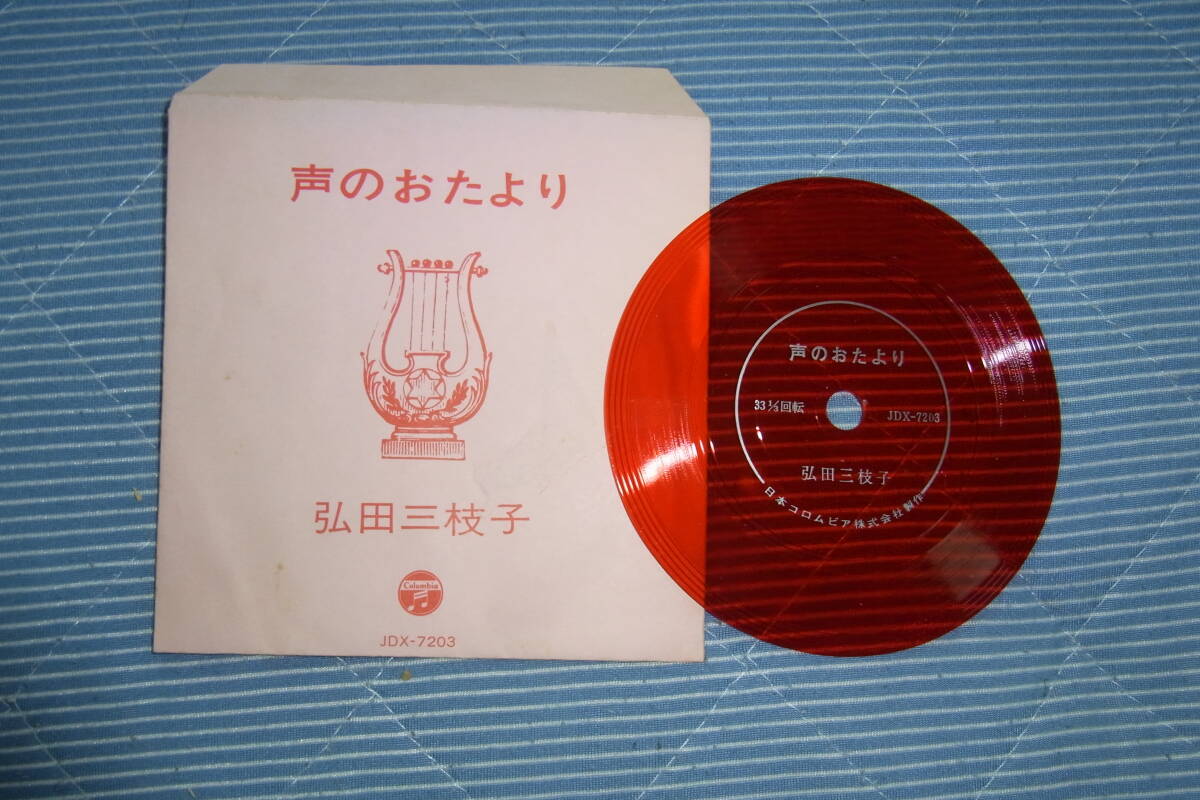 声のおたより
弘田三枝子
Columbia
JDX-7203
声のおたより
33 1/3回転
JDX-7203
弘田三枝子
日本コロムビア株式会社製作